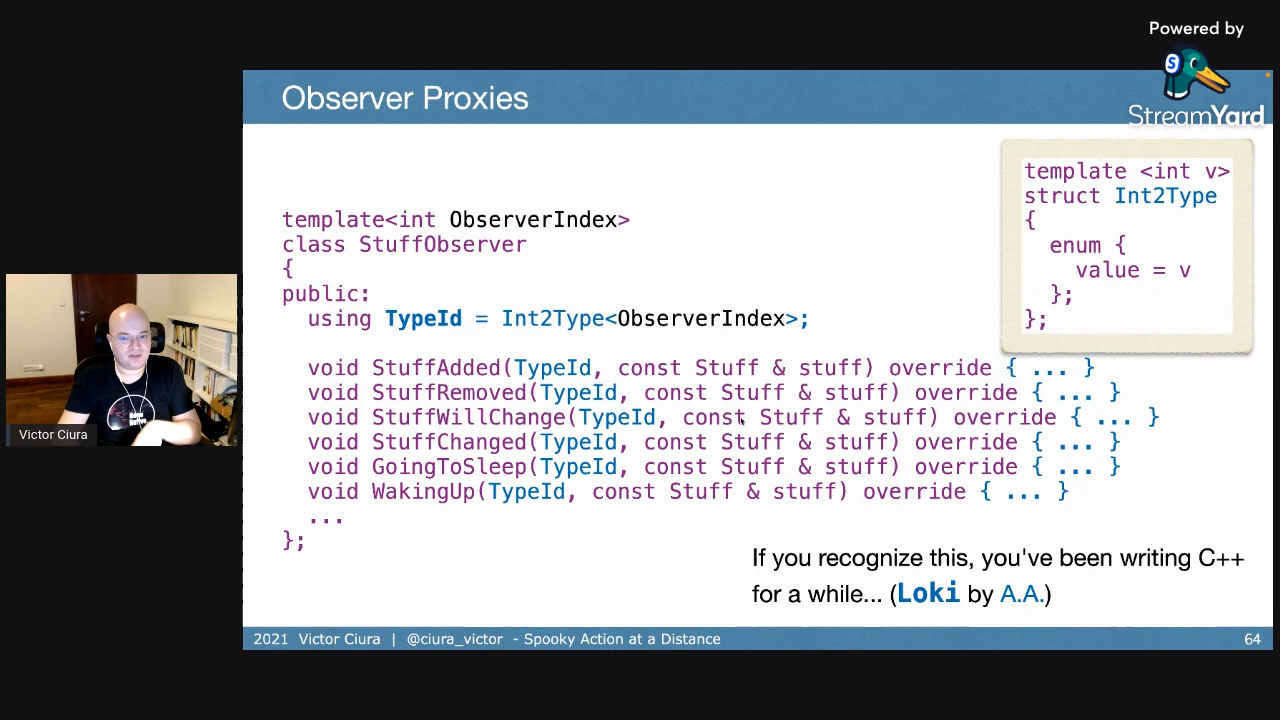 Powered by
StreamYard
Observer Proxies
template <int v>
struct Int2Type
{
enum {
value = v
};
};
template<int ObserverIndex>
class StuffObserver
{
public:
using TypeId = Int2Type<ObserverIndex>;
void StuffAdded(TypeId, const Stuff & stuff) override { ... }
void StuffRemoved(TypeId, const Stuff & stuff) override { ... }
void StuffWillChange(TypeId, const Stuff & stuff) override { ... }
void StuffChanged(TypeId, const Stuff & stuff) override { ... }
void GoingToSleep(TypeId, const Stuff & stuff) override { ... }
void WakingUp(TypeId, const Stuff & stuff) override { ... }
...
};
If you recognize this, you've been writing C++
for a while... (Loki by A.A.)
Victor Ciura
2021 Victor Ciura | @ciura_victor - Spooky Action at a Distance
64